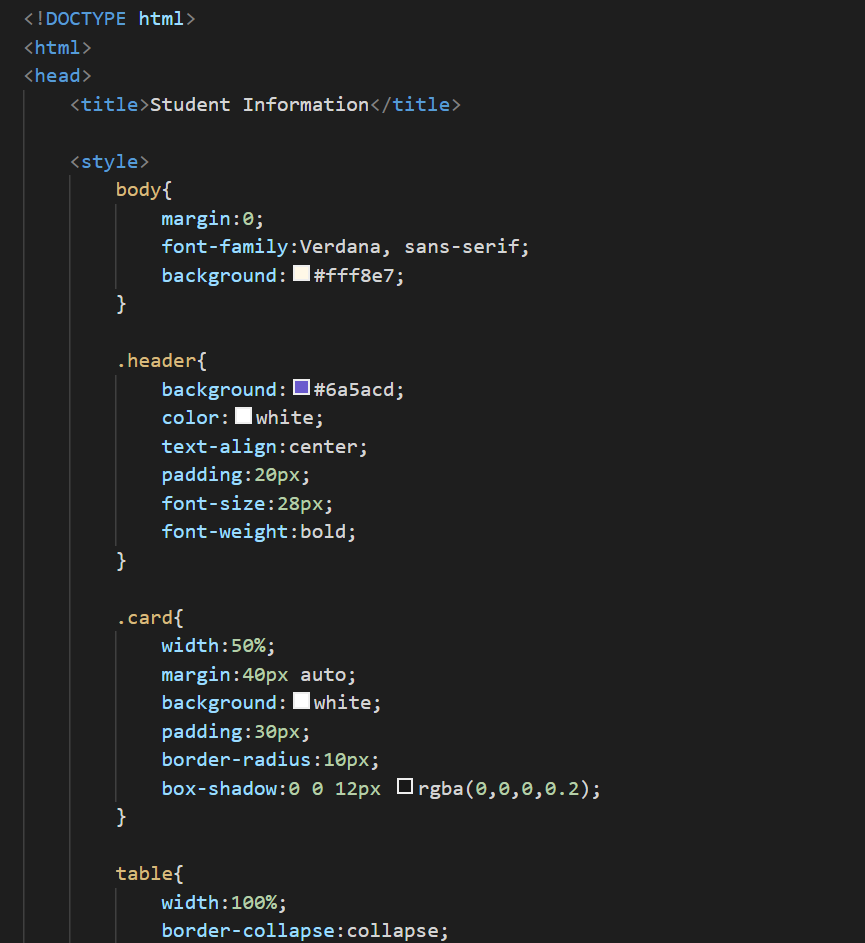 <!DOCTYPE html>
<html>
<head>
    <title>Student Information</title>

    <style>
        body{
            margin:0;
            font-family:Verdana, sans-serif;
            background:#fff8e7;
        }

        .header{
            background:#6a5acd;
            color:white;
            text-align:center;
            padding:20px;
            font-size:28px;
            font-weight:bold;
        }

        .card{
            width:50%;
            margin:40px auto;
            background:white;
            padding:30px;
            border-radius:10px;
            box-shadow:0 0 12px rgba(0,0,0,0.2);
        }

        table{
            width:100%;
            border-collapse:collapse;